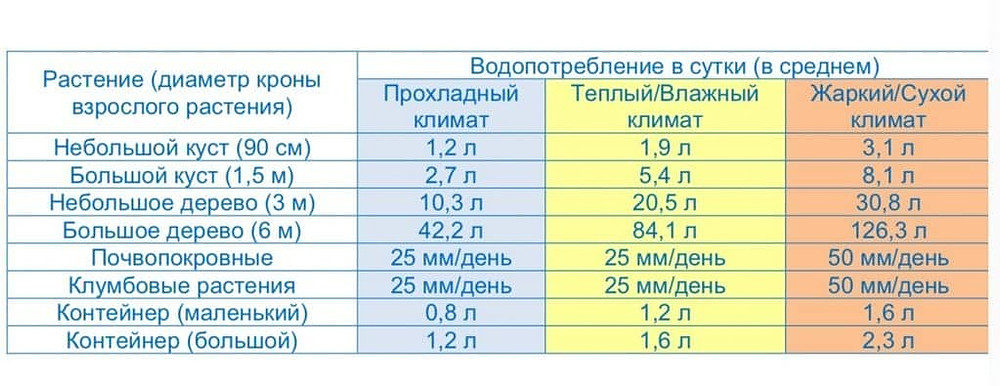 Растение (диаметр кроны
взрослого растения)
Водопотребление в сутки (в среднем)
Прохладный
климат
Теплый/Влажный
климат
Жаркий/Сухой
климат
Небольшой куст (90 см) 1,2 л 1,9 л 3,1 л
Большой куст (1,5 м) 2,7 л 5,4 л 8,1 л
Небольшое дерево (3 м) 10,3 л 20,5 л 30,8 л
Большое дерево (6 м) 42,2 л 84,1 л 126,3 л
Почвопокровные 25 мм/день 25 мм/день 50 мм/день
Клумбовые растения 25 мм/день 25 мм/день 50 мм/день
Контейнер (маленький) 0,8 л 1,2 л 1,6 л
Контейнер (большой) 1,2 л 1,6 л 2,3 л